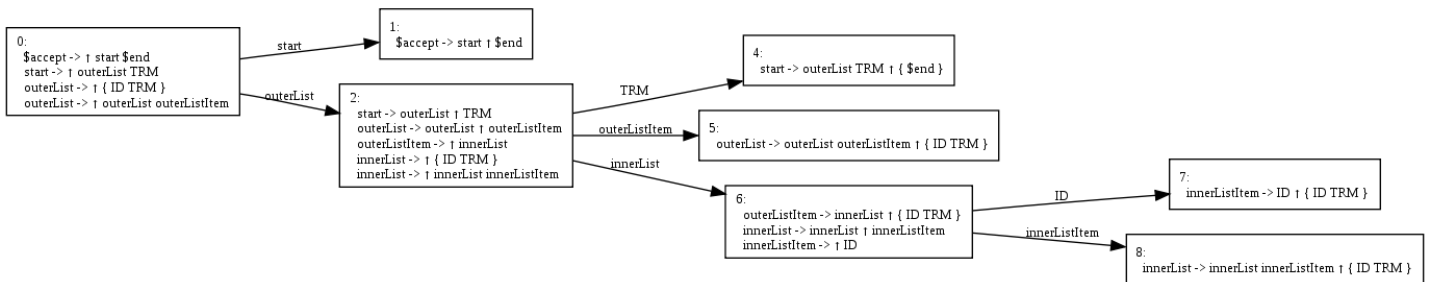 0:
$accept -> ↑ start $end
start -> ↑ outerList TRM
outerList -> ↑ { ID TRM }
outerList -> ↑ outerList outerListItem
start
outerList
1:
$accept -> start ↑ $end
2:
start -> outerList ↑ TRM
outerList -> outerList ↑ outerListItem
outerListItem -> ↑ innerList
innerList -> ↑ { ID TRM }
innerList -> ↑ innerList innerListItem
TRM
outerListItem
innerList
4:
start -> outerList TRM ↑ { $end }
5:
outerList -> outerList outerListItem ↑ { ID TRM }
6:
outerListItem -> innerList ↑ { ID TRM }
innerList -> innerList ↑ innerListItem
innerListItem -> ↑ ID
ID
innerListItem
7:
innerListItem -> ID ↑ { ID TRM }
8:
innerList -> innerList innerListItem ↑ { ID TRM }